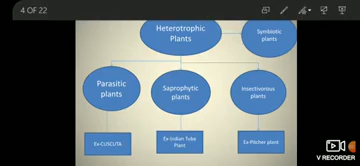 4 OF 22
Heterotrophic
Plants
Symbiotic
plants
Parasitic
plants
Saprophytic
plants
Insectivorious
plants
Ex-CUSCUTA
Ex-Indian Tube
Plant
Ex-Pitcher plant
V RECORDER